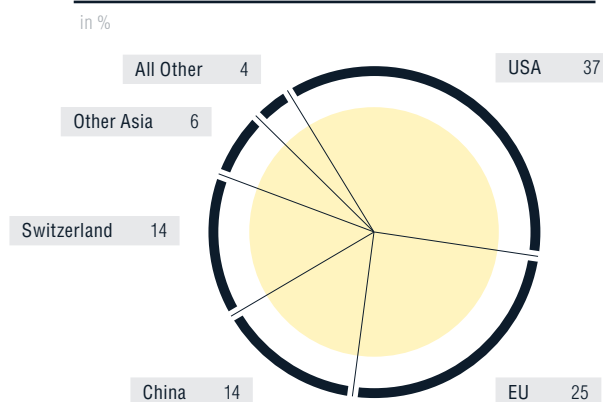 in %
All Other 4
USA 37
Other Asia 6
Switzerland 14
China 14
EU 25